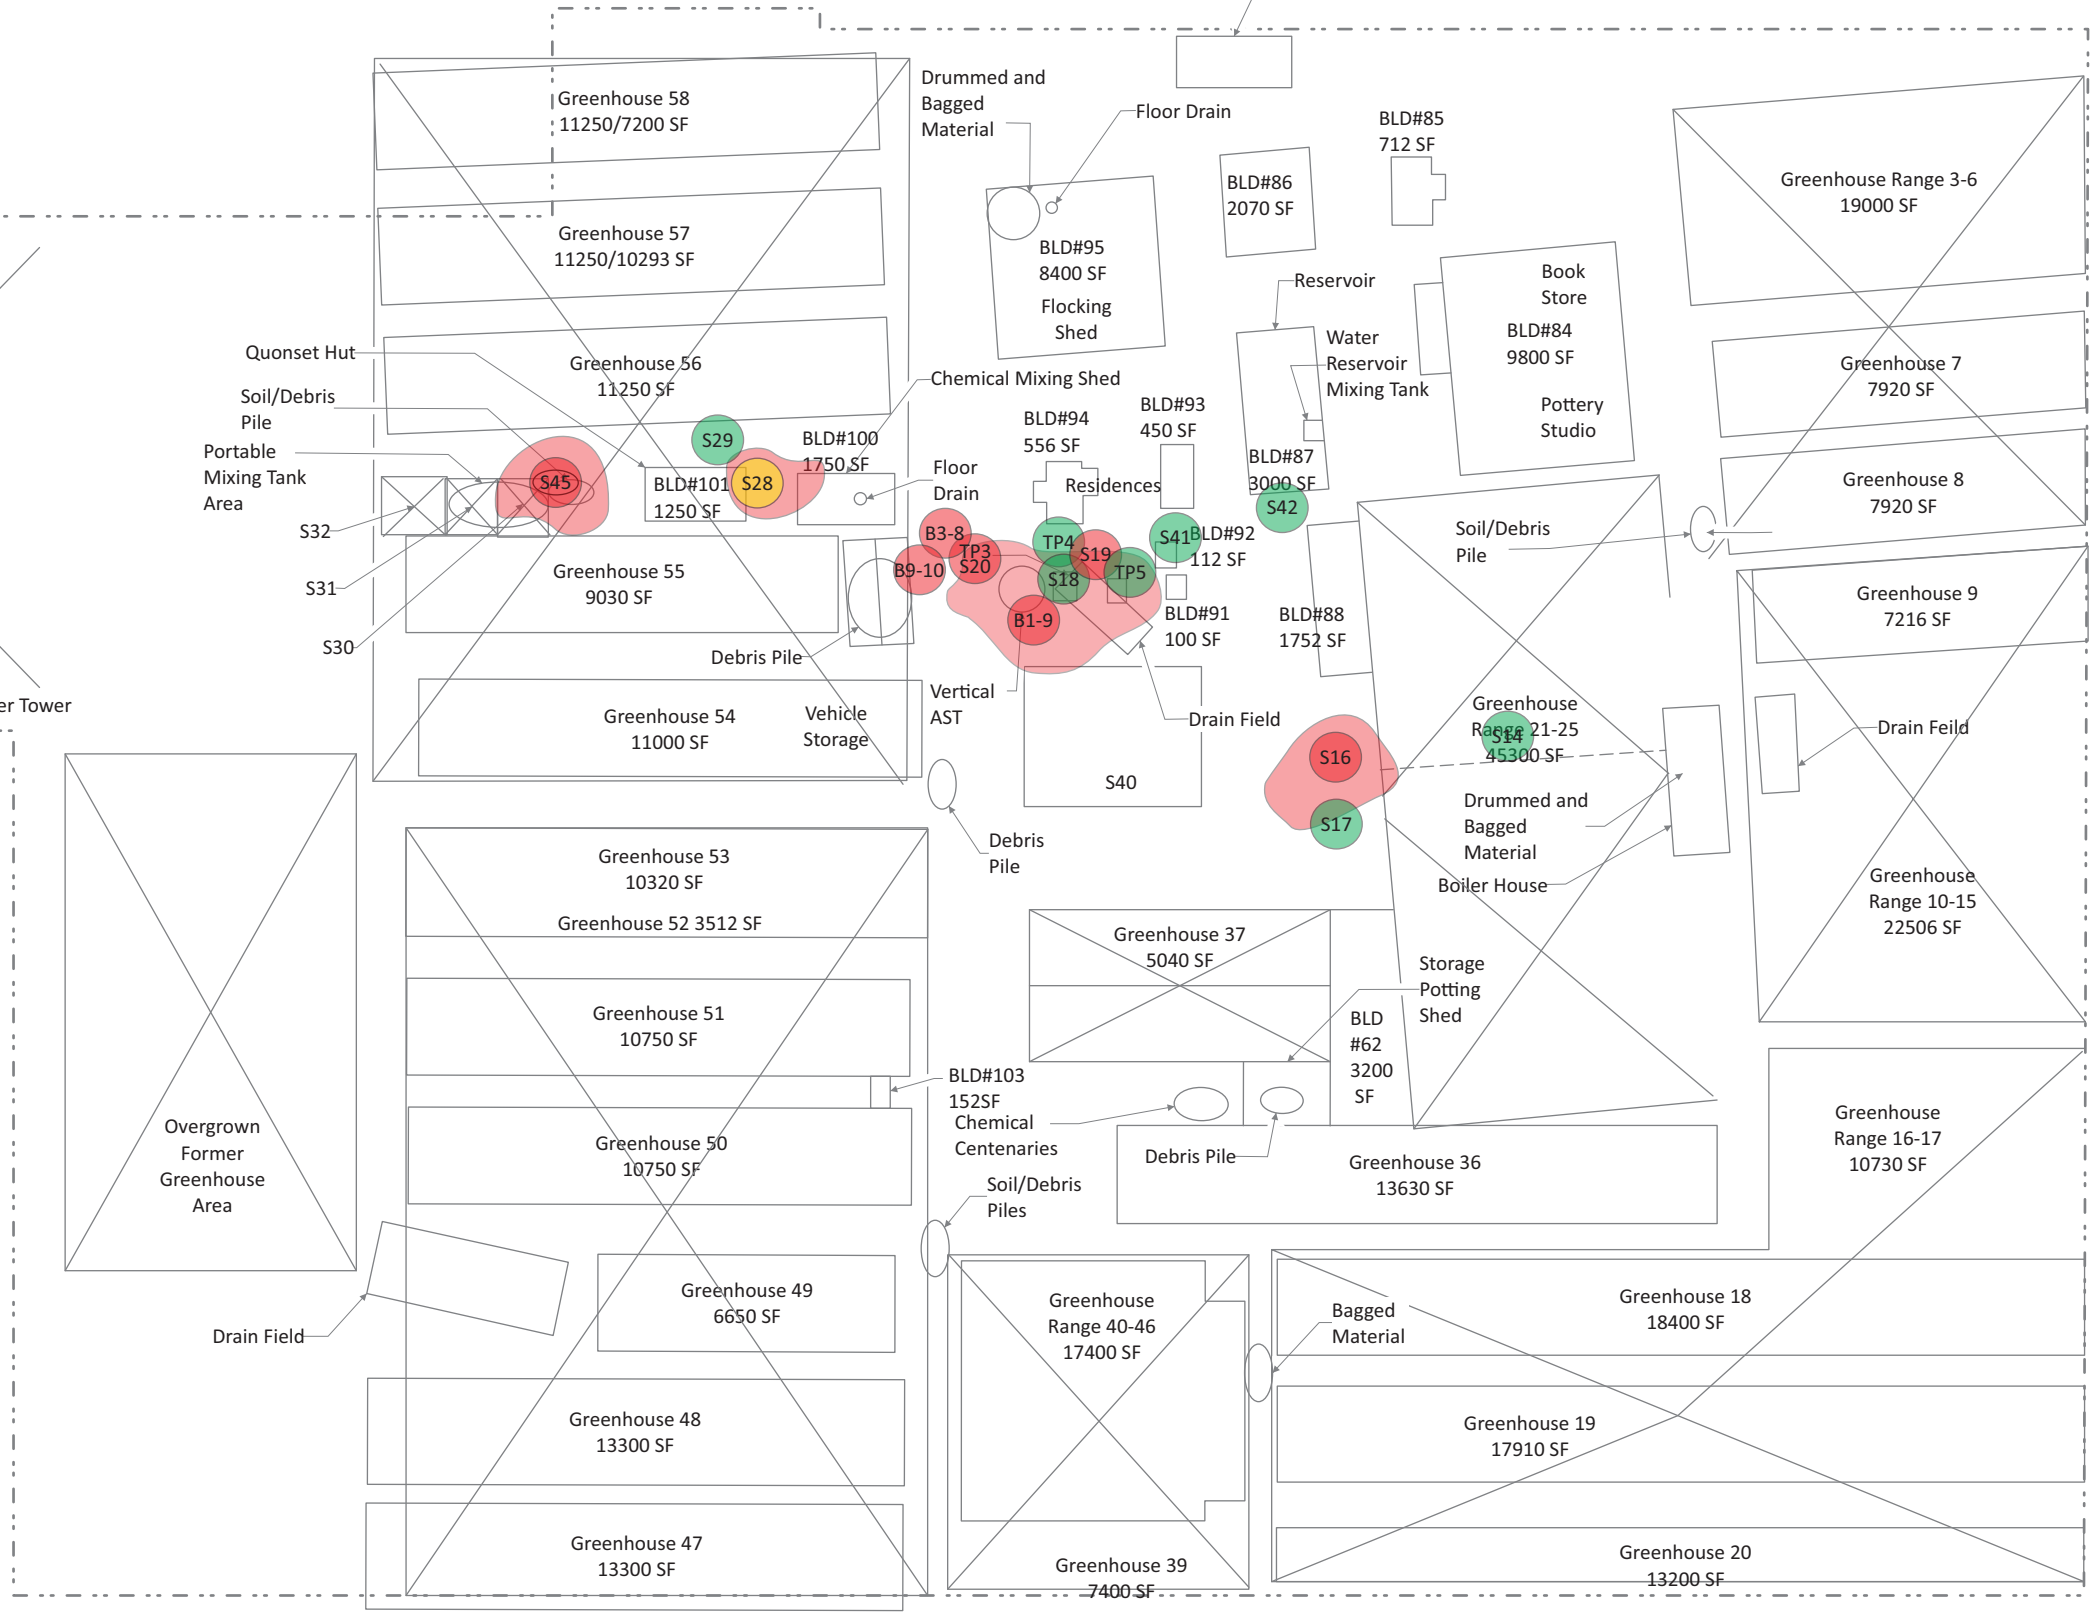 Greenhouse 58
11250/7200 SF
Greenhouse 57
11250/10293 SF
Greenhouse 56
11250 SF
Quonset Hut
Soil/Debris
Pile
Portable
Mixing Tank
Area
S32
S31
S30
S45
S29
S28
BLD#101
1250 SF
BLD#100
1750 SF
Chemical Mixing Shed
Floor
Drain
Greenhouse 55
9030 SF
Debris Pile
Greenhouse 54
11000 SF
Vehicle
Storage
er Tower
Drummed and
Bagged
Material
Floor Drain
BLD#95
8400 SF
Flocking
Shed
BLD#86
2070 SF
BLD#85
712 SF
Reservoir
Water
Reservoir
Mixing Tank
BLD#87
3000 SF
S42
Book
Store
BLD#84
9800 SF
Pottery
Studio
BLD#94
556 SF
BLD#93
450 SF
Residences
B3-8
B9-10
TP3
S20
TP4
S19
S18
TP5
S41
BLD#92
112 SF
BLD#91
100 SF
B1-9
Vertical
AST
Drain Field
S40
BLD#88
1752 SF
S16
S17
Soil/Debris
Pile
Greenhouse
Range 21-25
45300 SF
S14
Drummed and
Bagged
Material
Boiler House
Greenhouse Range 3-6
19000 SF
Greenhouse 7
7920 SF
Greenhouse 8
7920 SF
Greenhouse 9
7216 SF
Drain Feild
Greenhouse
Range 10-15
22506 SF
Debris
Pile
Greenhouse 53
10320 SF
Greenhouse 52 3512 SF
Greenhouse 51
10750 SF
BLD#103
152SF
Greenhouse 50
10750 SF
Overgrown
Former
Greenhouse
Area
Drain Field
Greenhouse 49
6650 SF
Greenhouse 48
13300 SF
Greenhouse 47
13300 SF
Greenhouse 37
5040 SF
Storage
Potting
Shed
BLD
#62
3200
SF
Chemical
Centenaries
Debris Pile
Soil/Debris
Piles
Greenhouse 36
13630 SF
Greenhouse
Range 16-17
10730 SF
Greenhouse
Range 40-46
17400 SF
Greenhouse 39
7400 SF
Bagged
Material
Greenhouse 18
18400 SF
Greenhouse 19
17910 SF
Greenhouse 20
13200 SF